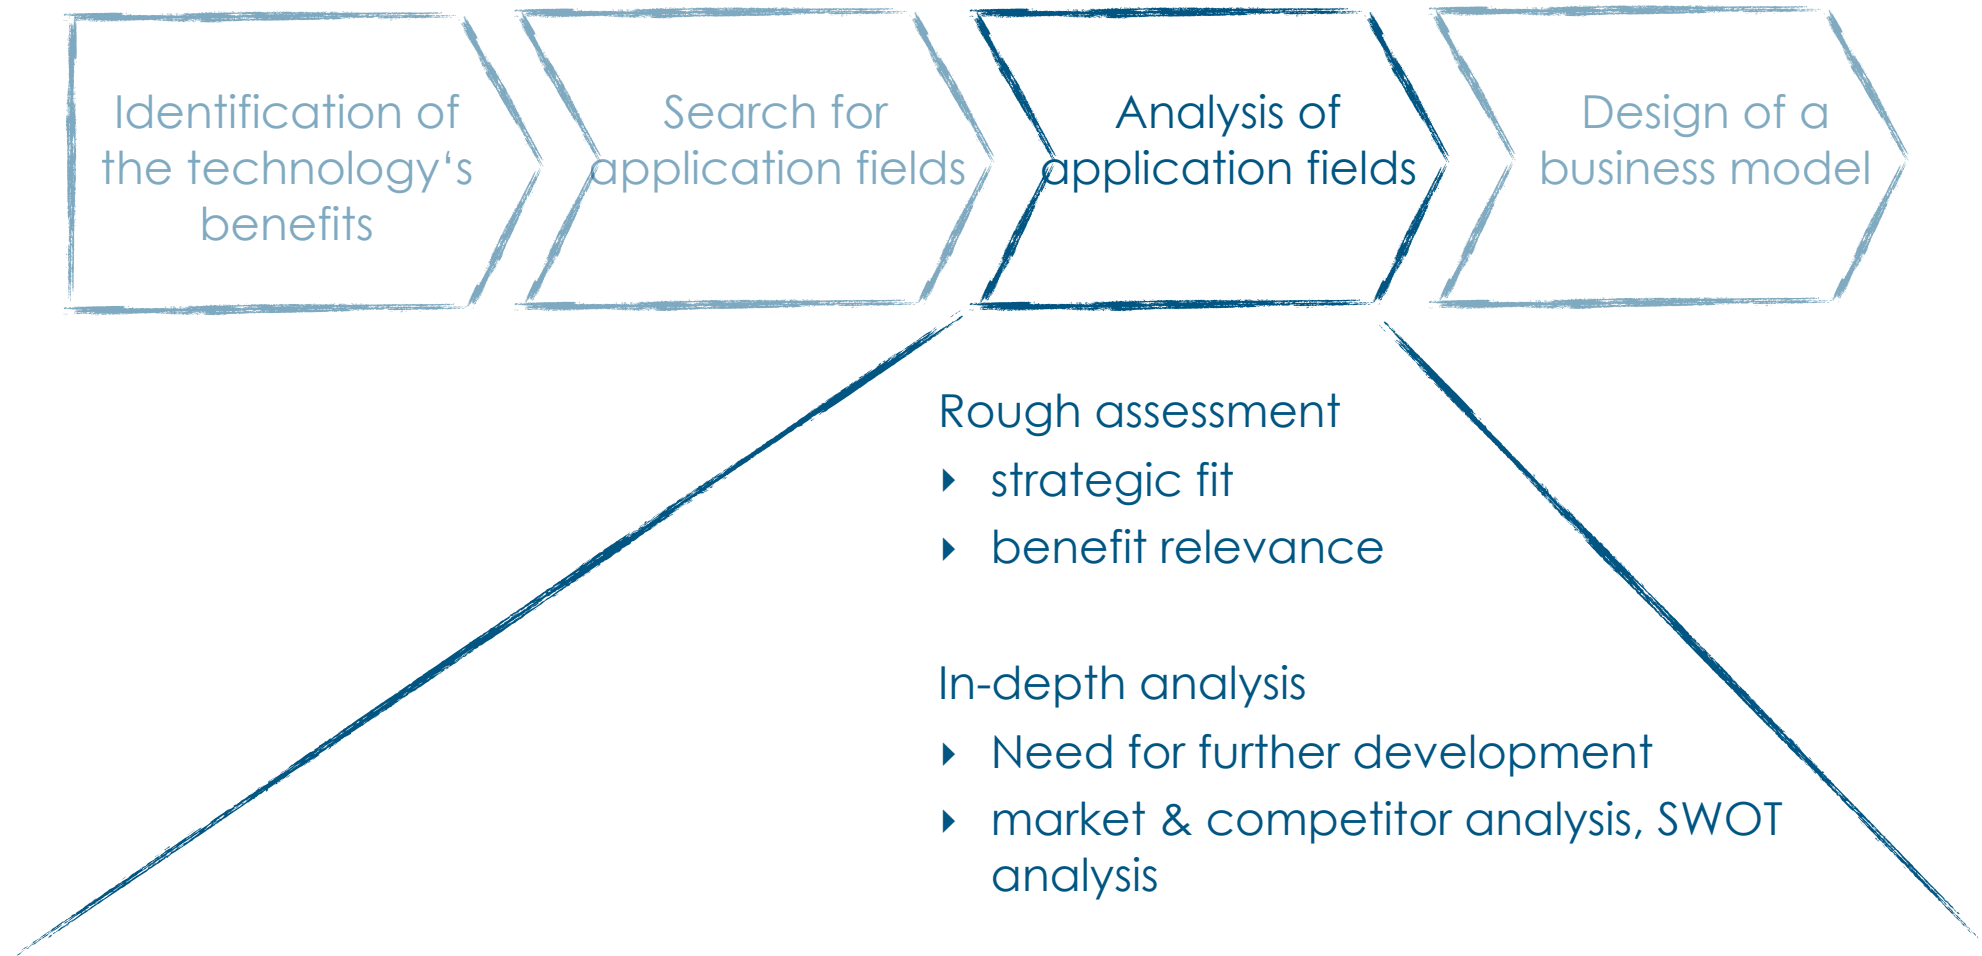 Identification of
the technology‘s
benefits
Search for
application fields
Analysis of
application fields
Design of a
business model
Rough assessment
strategic fit
benefit relevance
In-depth analysis
Need for further development
market & competitor analysis, SWOT
analysis